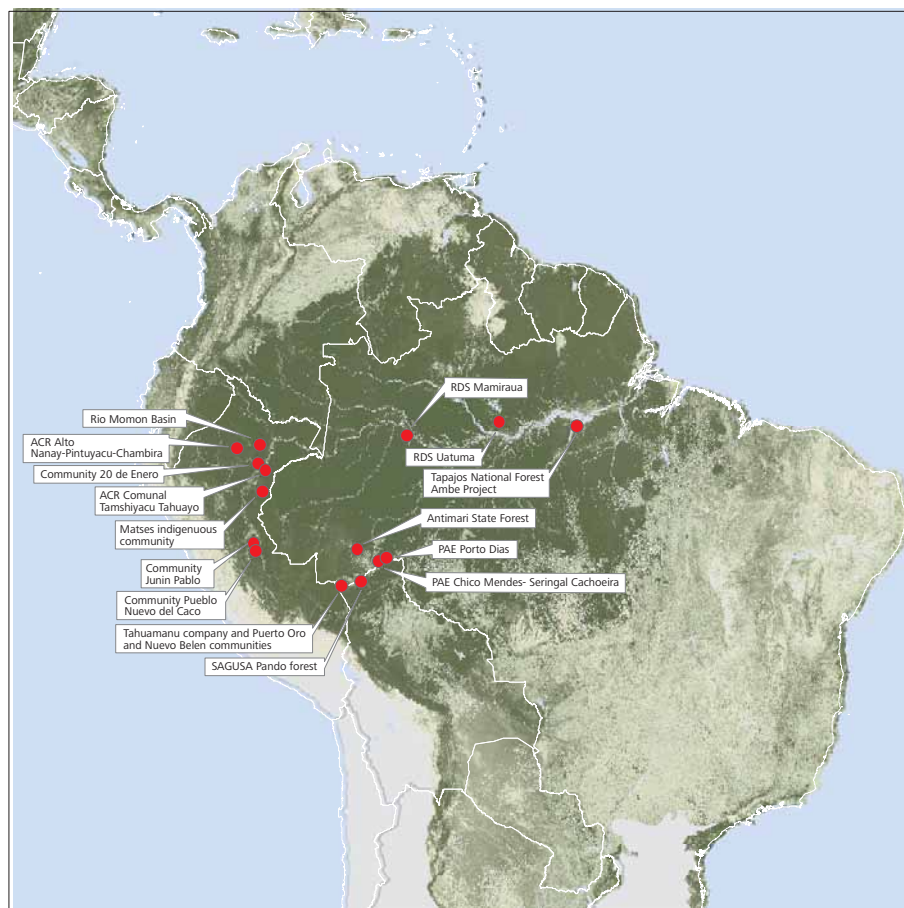 RDS Mamiraua
Rio Momon Basin
ACR Alto
Nanay-Pintuyacu-Chambira
RDS Uatuma
Community 20 de Enero
Tapajos National Forest
Ambe Project
ACR Comunal
Tamshiyacu Tahuayo
Antimari State Forest
Matses indigenuous
community
PAE Porto Dias
Community
Junin Pablo
PAE Chico Mendes- Seringal Cachoeira
Community Pueblo
Nuevo del Caco
Tahuamanu company and Puerto Oro
and Nuevo Belen communities
SAGUSA Pando forest